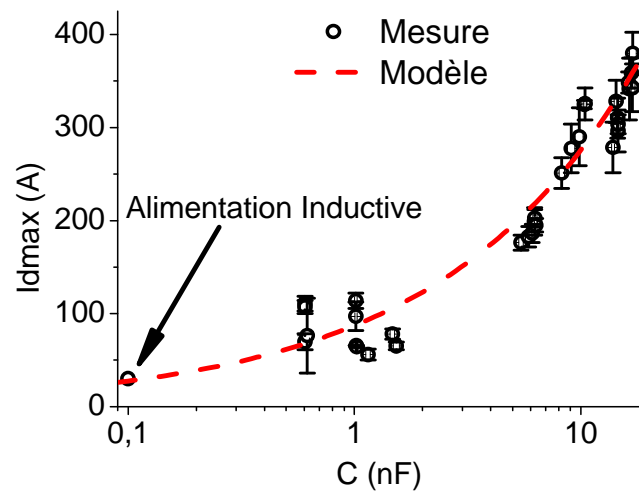 400
300
200
100
0
Idmax (A)
Mesure
Modèle
Alimentation Inductive
0,1
1
10
C (nF)